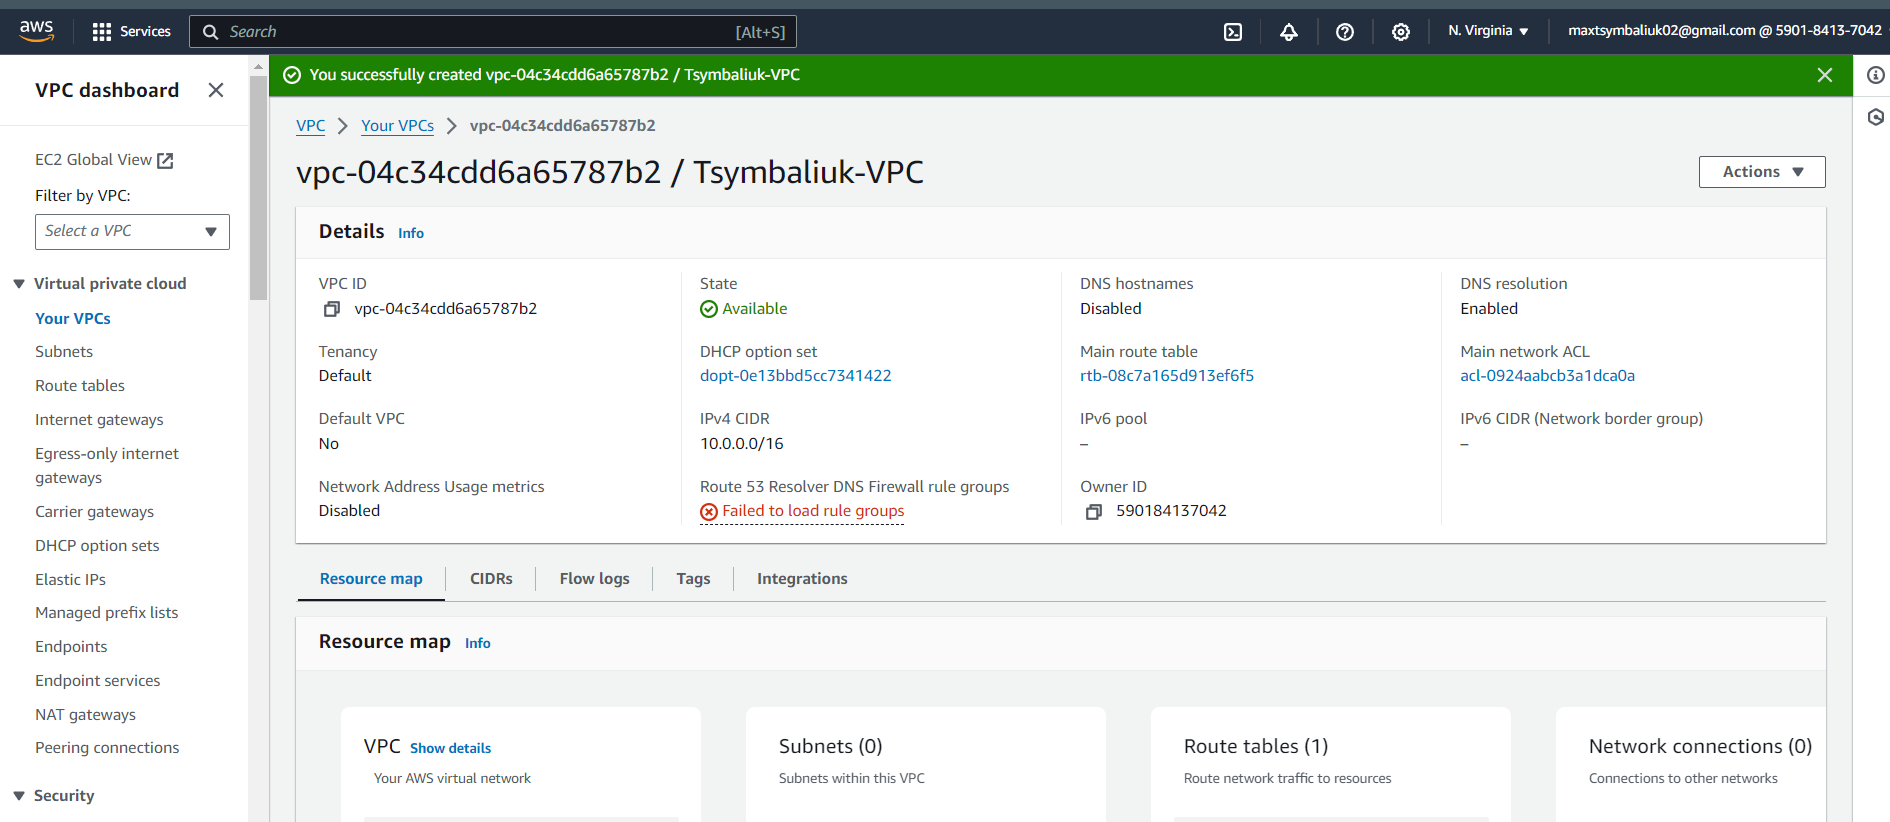 aws
Services
Search
[Alt+S]
N. Virginia
maxtsymbaliuk02@gmail.com @ 5901-8413-7042
VPC dashboard
EC2 Global View
Filter by VPC:
Select a VPC
Virtual private cloud
Your VPCs
Subnets
Route tables
Internet gateways
Egress-only internet
gateways
Carrier gateways
DHCP option sets
Elastic IPs
Managed prefix lists
Endpoints
Endpoint services
NAT gateways
Peering connections
Security
You successfully created vpc-04c34cdd6a65787b2 / Tsymbaliuk-VPC
VPC
Your VPCs
vpc-04c34cdd6a65787b2
vpc-04c34cdd6a65787b2 / Tsymbaliuk-VPC
Actions
Details Info
VPC ID
vpc-04c34cdd6a65787b2
State
Available
DNS hostnames
Disabled
DNS resolution
Enabled
Tenancy
Default
DHCP option set
dopt-0e13bbd5cc7341422
Main route table
rtb-08c7a165d913ef6f5
Main network ACL
acl-0924aabcb3a1dca0a
Default VPC
No
IPv4 CIDR
10.0.0.0/16
IPv6 pool
–
IPv6 CIDR (Network border group)
–
Network Address Usage metrics
Disabled
Route 53 Resolver DNS Firewall rule groups
Failed to load rule groups
Owner ID
590184137042
Resource map
CIDRs
Flow logs
Tags
Integrations
Resource map Info
VPC Show details
Your AWS virtual network
Subnets (0)
Subnets within this VPC
Route tables (1)
Route network traffic to resources
Network connections (0)
Connections to other networks